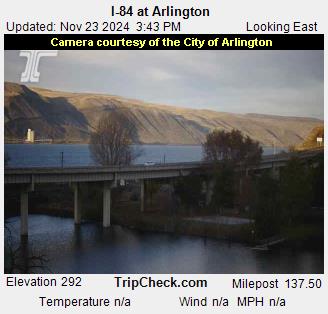 I-84 at Arlington
Updated: Nov 23 2024 3:43 PM Looking East
Camera courtesy of the City of Arlington
Elevation 292 TripCheck.com Milepost 137.50
Temperature n/a Wind n/a MPH n/a